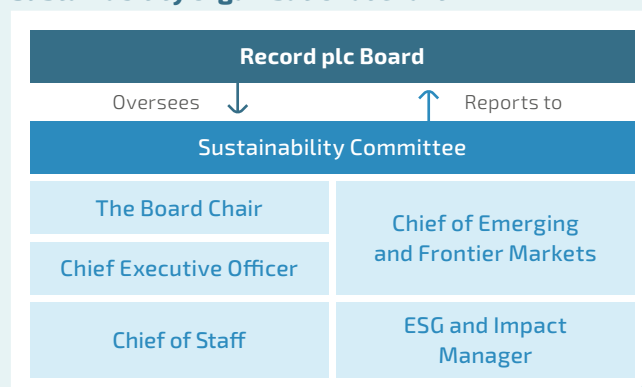 Record plc Board
Oversees
Reports to
Sustainability Committee
The Board Chair
Chief Executive Officer
Chief of Emerging
and Frontier Markets
Chief of Staff
ESG and Impact
Manager